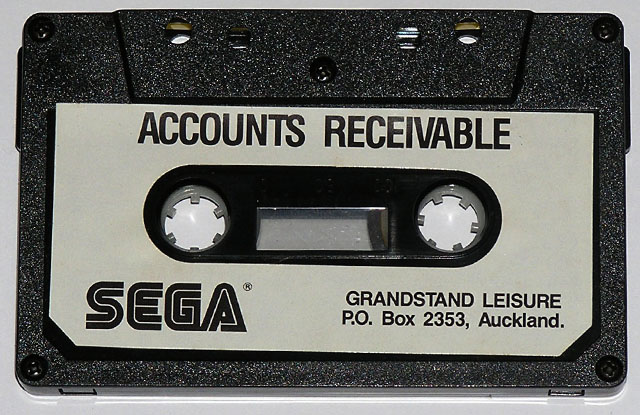 ACCOUNTS RECEIVABLE
SEGA®
GRANDSTAND LEISURE
P.O. Box 2353, Auckland.